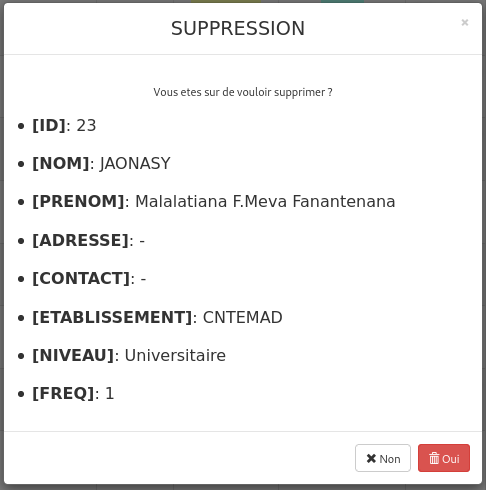 SUPPRESSION
×
Vous etes sur de vouloir supprimer ?
• [ID]: 23
• [NOM]: JAONASY
• [PRENOM]: Malalatiana F.Meva Fanantenana
• [ADRESSE]: -
• [CONTACT]: -
• [ETABLISSEMENT]: CNTEMAD
• [NIVEAU]: Universitaire
• [FREQ]: 1
✖ Non
Oui